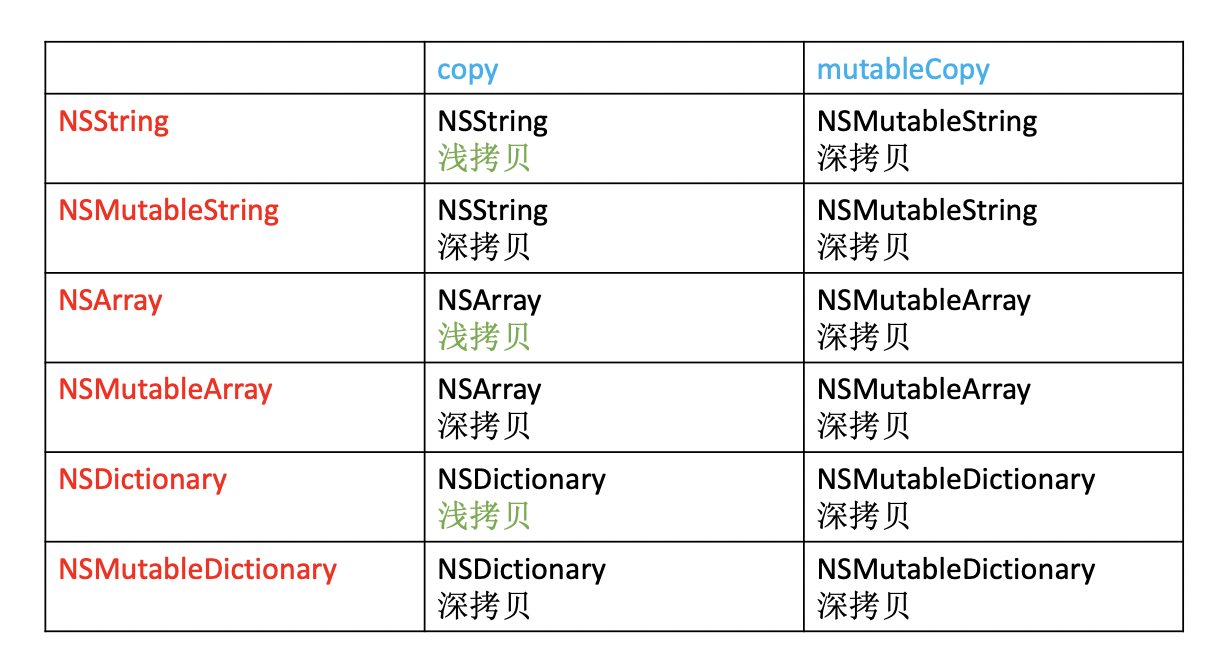 copy
mutableCopy
NSString
NSString
浅拷贝
NSMutableString
深拷贝
NSMutableString
NSString
深拷贝
NSMutableString
深拷贝
NSArray
NSArray
浅拷贝
NSMutableArray
深拷贝
NSMutableArray
NSArray
深拷贝
NSMutableArray
深拷贝
NSDictionary
NSDictionary
浅拷贝
NSMutableDictionary
深拷贝
NSMutableDictionary
NSDictionary
深拷贝
NSMutableDictionary
深拷贝